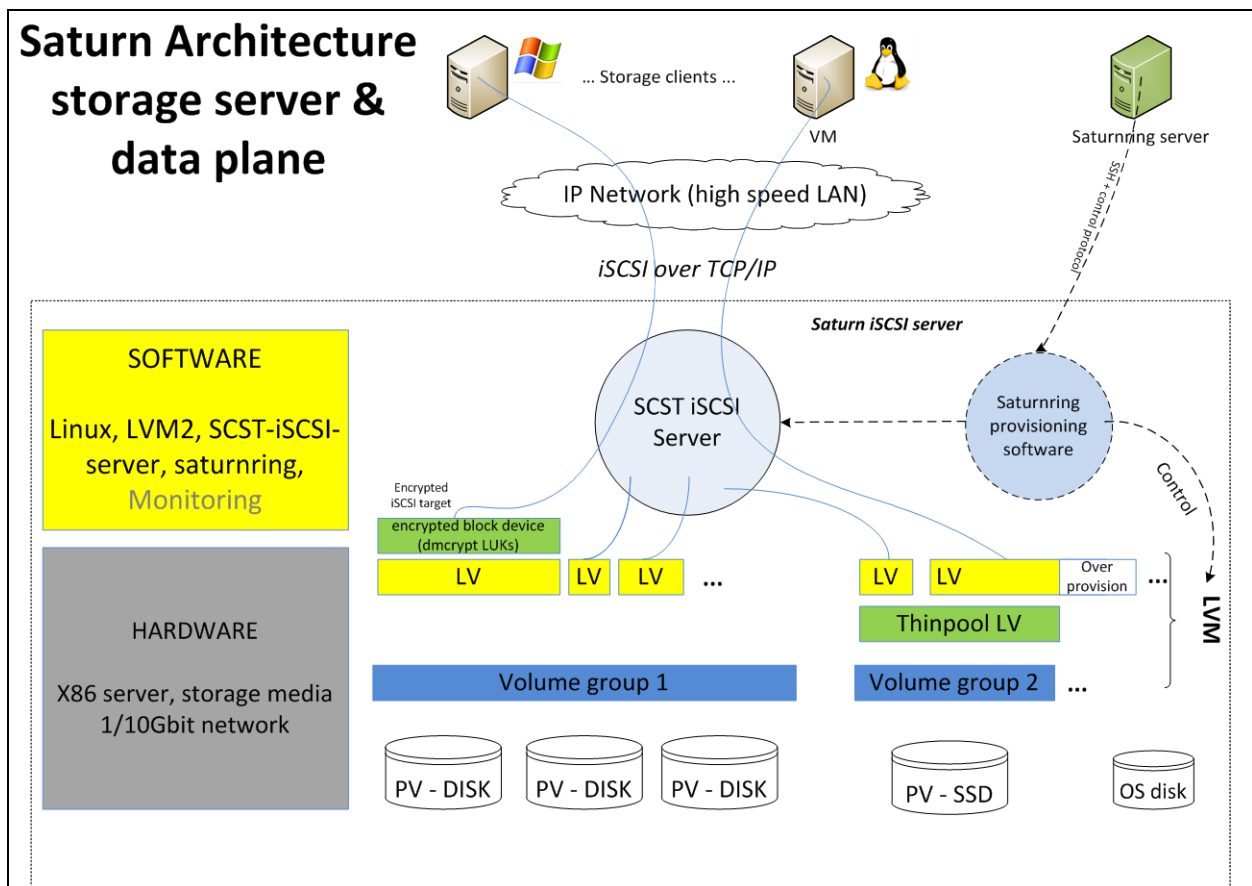 Saturn Architecture
storage server &
data plane
... Storage clients ...
VM
Saturnring server
IP Network (high speed LAN)
SSH + control protocol
iSCSI over TCP/IP
Saturn iSCSI server
SOFTWARE
Linux, LVM2, SCST-iSCSI-
server, saturnring,
Monitoring
SCST iSCSI
Server
Saturnring
provisioning
software
Control
Encrypted
iSCSI target
encrypted block device
(dmcrypt LUKs)
LV
LV
LV
...
LV
LV
Over
provision
...
LVM
Thinpool LV
HARDWARE
X86 server, storage media
1/10Gbit network
Volume group 1
Volume group 2
...
PV - DISK
PV - DISK
PV - DISK
PV - SSD
OS disk